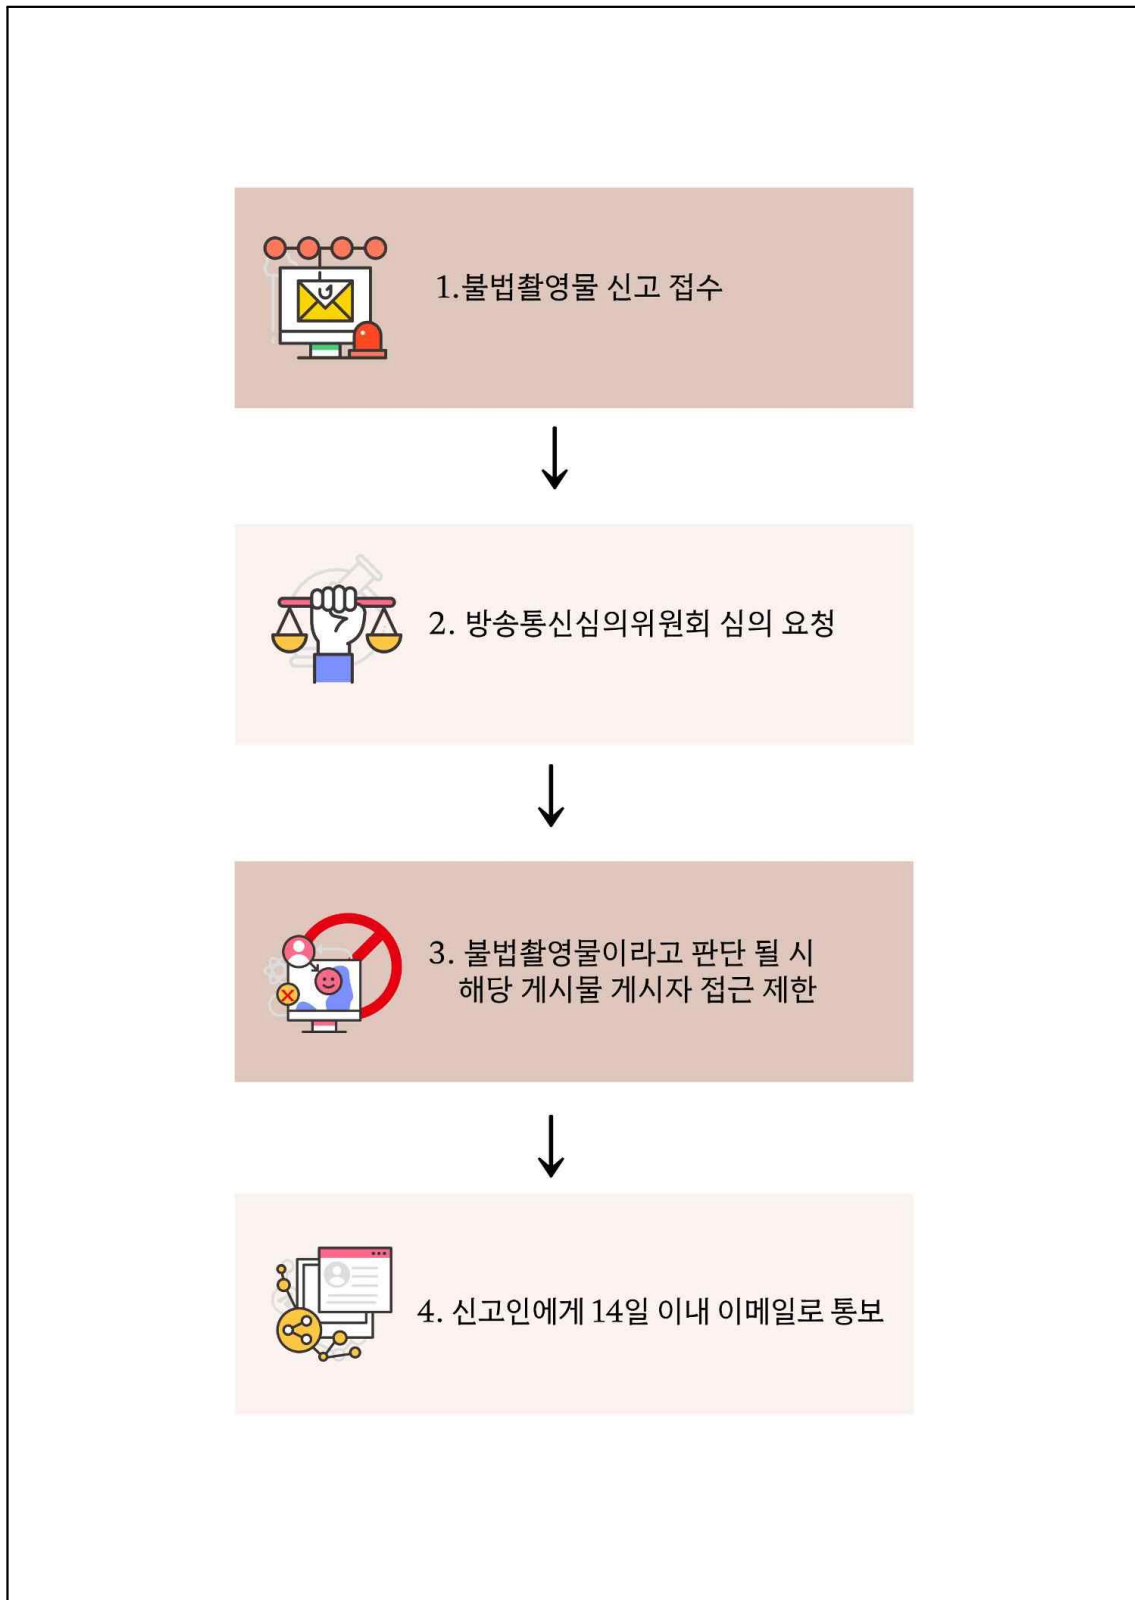 1.불법촬영물 신고 접수
2. 방송통신심의위원회 심의 요청
3. 불법촬영물이라고 판단 될 시
해당 게시물 게시자 접근 제한
4. 신고인에게 14일 이내 이메일로 통보